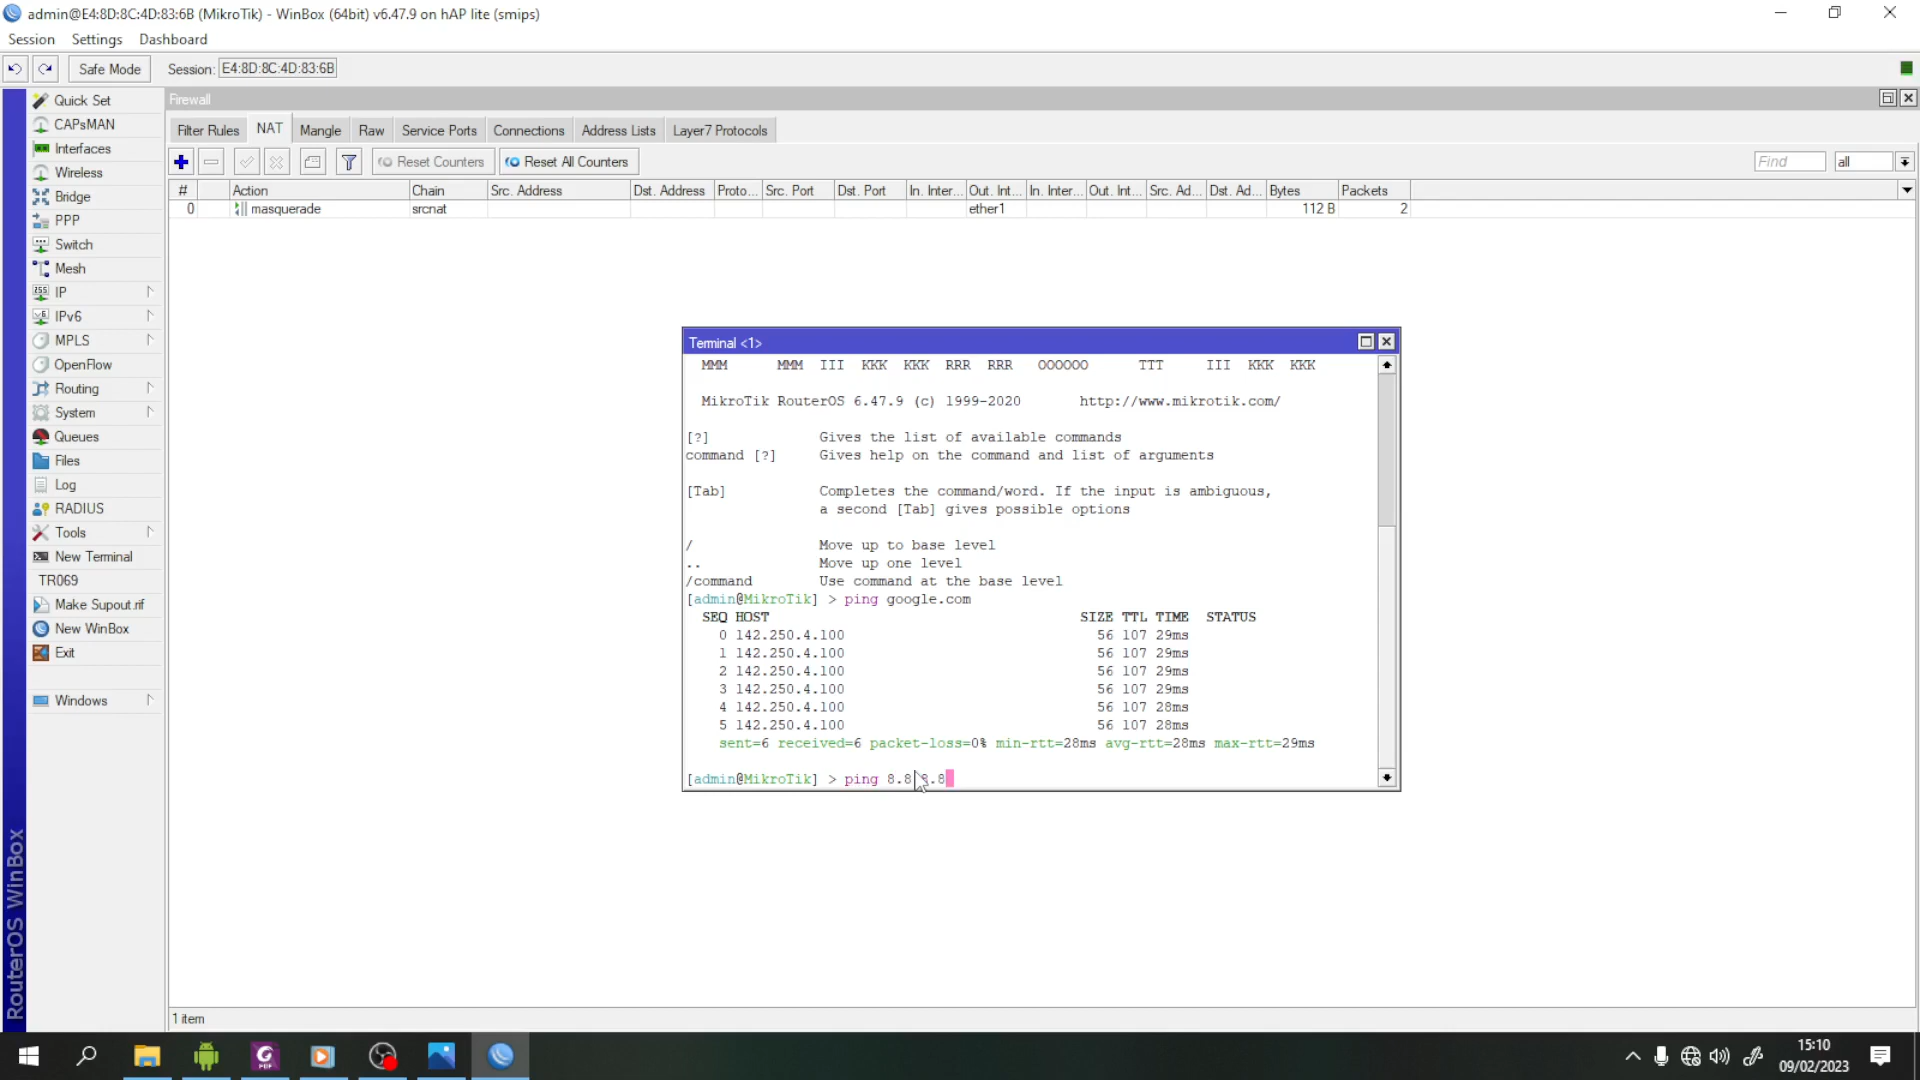 admin@E4:8D:8C:4D:83:6B (MikroTik) - WinBox (64bit) v6.47.9 on hAP lite (smips)
Session Settings Dashboard
Safe Mode Session: E4:8D:8C:4D:83:6B
Quick Set
CAPsMAN
Interfaces
Wireless
Bridge
PPP
Switch
Mesh
IP
IPv6
MPLS
OpenFlow
Routing
System
Queues
Files
Log
RADIUS
Tools
New Terminal
TR069
Make Supout.rif
New WinBox
Exit
Windows
RouterOS WinBox
Firewall
Filter Rules NAT Mangle Raw Service Ports Connections Address Lists Layer7 Protocols
Reset Counters Reset All Counters Find all
# Action Chain Src. Address Dst. Address Proto... Src. Port Dst. Port In. Inter... Out. Int... In. Inter... Out. Int... Src. Ad... Dst. Ad... Bytes Packets
0 masquerade srcnat ether1 112 B 2
Terminal <1>
MMM MMM III KKK KKK RRR RRR OOOOOO TTT III KKK KKK
MikroTik RouterOS 6.47.9 (c) 1999-2020 http://www.mikrotik.com/
[?] Gives the list of available commands
command [?] Gives help on the command and list of arguments
[Tab] Completes the command/word. If the input is ambiguous,
a second [Tab] gives possible options
/ Move up to base level
.. Move up one level
/command Use command at the base level
[admin@MikroTik] > ping google.com
SEQ HOST SIZE TTL TIME STATUS
0 142.250.4.100 56 107 29ms
1 142.250.4.100 56 107 29ms
2 142.250.4.100 56 107 29ms
3 142.250.4.100 56 107 29ms
4 142.250.4.100 56 107 28ms
5 142.250.4.100 56 107 28ms
sent=6 received=6 packet-loss=0% min-rtt=28ms avg-rtt=28ms max-rtt=29ms
[admin@MikroTik] > ping 8.8.8.8
1 item
15:10
09/02/2023